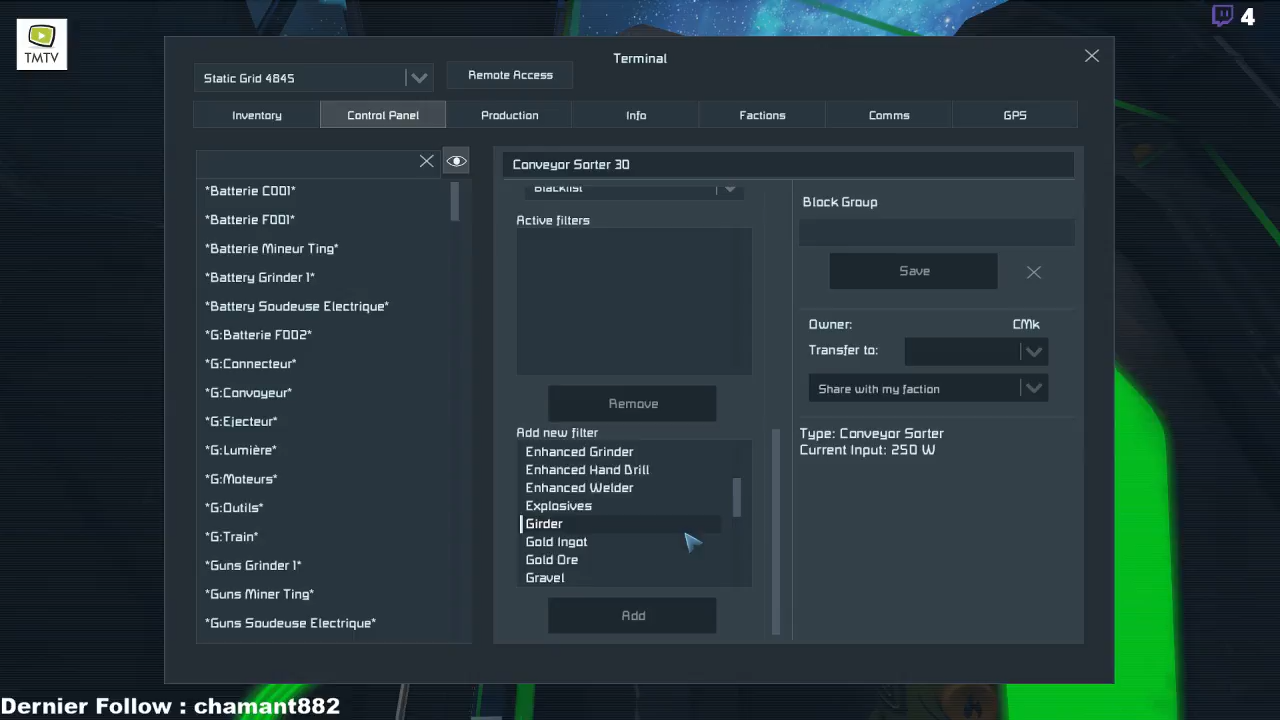 TMTV
4
Terminal
Static Grid 4845
Remote Access
Inventory
Control Panel
Production
Info
Factions
Comms
GPS
*Batterie C001*
*Batterie F001*
*Batterie Mineur Ting*
*Battery Grinder 1*
*Battery Soudeuse Electrique*
*G:Batterie F002*
*G:Connecteur*
*G:Convoyeur*
*G:Ejecteur*
*G:Lumière*
*G:Moteurs*
*G:Outils*
*G:Train*
*Guns Grinder 1*
*Guns Miner Ting*
*Guns Soudeuse Electrique*
Conveyor Sorter 30
Blacklist
Active filters
Remove
Add new filter
Enhanced Grinder
Enhanced Hand Drill
Enhanced Welder
Explosives
Girder
Gold Ingot
Gold Ore
Gravel
Add
Block Group
Save
Owner: CMk
Transfer to:
Share with my faction
Type: Conveyor Sorter
Current Input: 250 W
Dernier Follow : chamant882